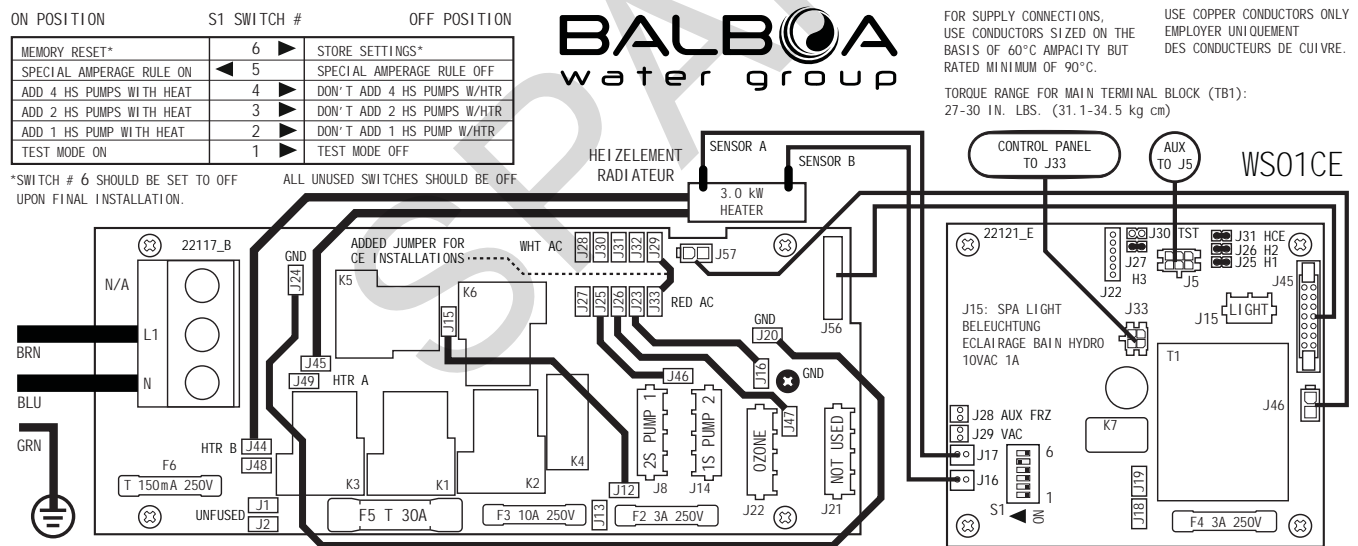 ON POSITION S1 SWITCH # OFF POSITION
MEMORY RESET* 6 ▶ STORE SETTINGS*
SPECIAL AMPERAGE RULE ON ◀ 5 SPECIAL AMPERAGE RULE OFF
ADD 4 HS PUMPS WITH HEAT 4 ▶ DON'T ADD 4 HS PUMPS W/HTR
ADD 2 HS PUMPS WITH HEAT 3 ▶ DON'T ADD 2 HS PUMPS W/HTR
ADD 1 HS PUMP WITH HEAT 2 ▶ DON'T ADD 1 HS PUMP W/HTR
TEST MODE ON 1 ▶ TEST MODE OFF
*SWITCH # 6 SHOULD BE SET TO OFF
UPON FINAL INSTALLATION.
ALL UNUSED SWITCHES SHOULD BE OFF
BALBOA
water group
FOR SUPPLY CONNECTIONS,
USE CONDUCTORS SIZED ON THE
BASIS OF 60°C AMPACITY BUT
RATED MINIMUM OF 90°C.
USE COPPER CONDUCTORS ONLY
EMPLOYER UNIQUEMENT
DES CONDUCTEURS DE CUIVRE.
TORQUE RANGE FOR MAIN TERMINAL BLOCK (TB1):
27-30 IN. LBS. (31.1-34.5 kg cm)
SPA
HEIZELEMENT
RADIATEUR
SENSOR A
SENSOR B
3.0 kW
HEATER
CONTROL PANEL
TO J33
AUX
TO J5
WS01CE
22117_B
N/A
L1
N
BRN
BLU
GRN
GND
J24
ADDED JUMPER FOR
CE INSTALLATIONS
WHT AC
J28
J30
J31
J32
J29
J57
K5
K6
J15
J27
J25
J26
J23
J33
RED AC
J56
GND
J20
J45
J49
HTR A
J46
J16
GND
J47
HTR B
J44
J48
F6
T 150mA 250V
UNFUSED
J1
J2
K3
K1
K2
K4
F5 T 30A
F3 10A 250V
J12
J13
F2 3A 250V
2S PUMP 1
J8
1S PUMP 2
J14
OZONE
J22
NOT USED
J21
22121_E
J30 TST
J27
H3
J22
J5
J31 HCE
J26 H2
J25 H1
J45
J15: SPA LIGHT
BELEUCHTUNG
ECLAIRAGE BAIN HYDRO
10VAC 1A
J33
J15
LIGHT
T1
J46
K7
J28 AUX FRZ
J29 VAC
J17
J16
6
1
S1
ON
J19
J18
F4 3A 250V